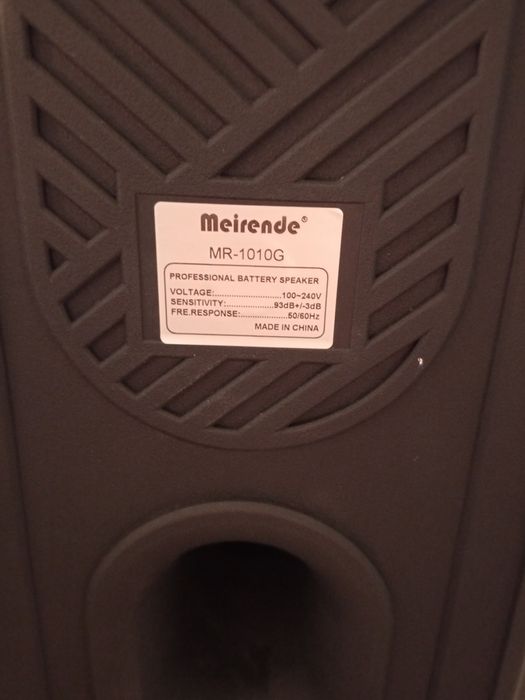 Meirende®
MR-1010G
PROFESSIONAL BATTERY SPEAKER
VOLTAGE:............................100~240V
SENSITIVITY:....................93dB+/-3dB
FRE.RESPONSE:...................50/60Hz
MADE IN CHINA